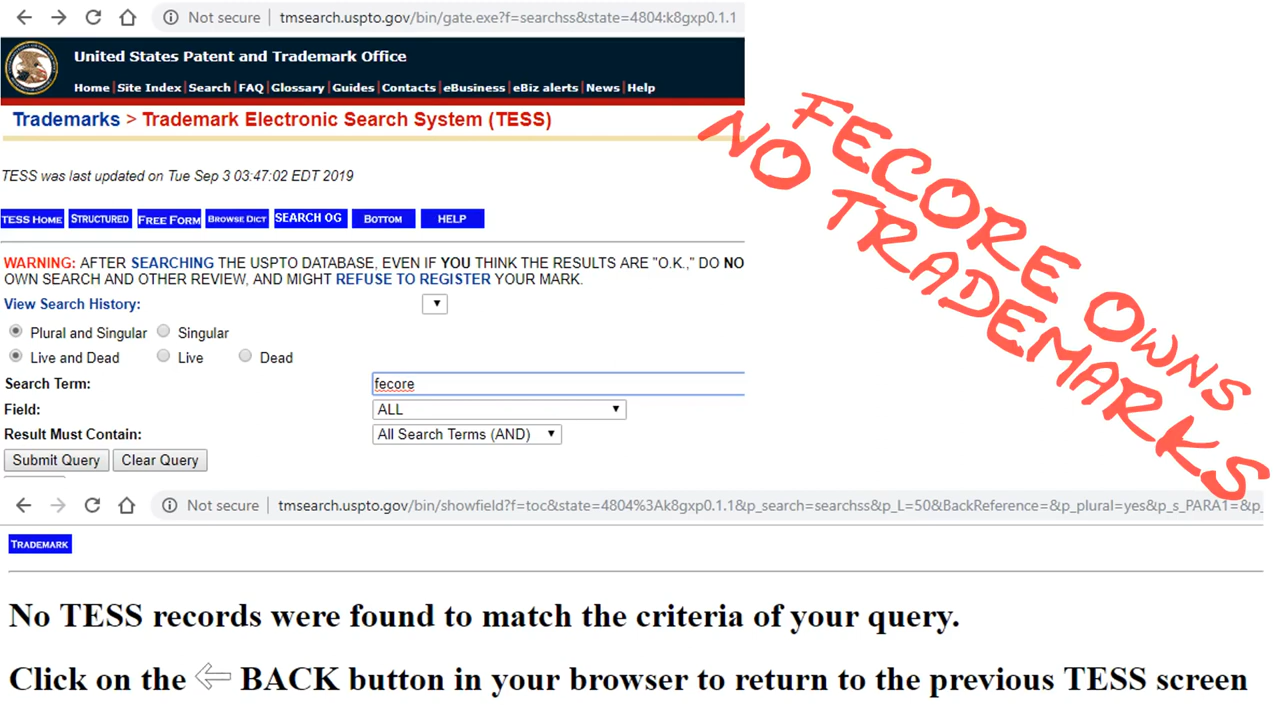 Not secure | tmsearch.uspto.gov/bin/gate.exe?f=searchss&state=4804:k8gxp0.1.1
United States Patent and Trademark Office
Home|Site Index|Search|FAQ|Glossary|Guides|Contacts|eBusiness|eBiz alerts|News|Help
Trademarks > Trademark Electronic Search System (TESS)
FECORE OWNS
NO TRADEMARKS
TESS was last updated on Tue Sep 3 03:47:02 EDT 2019
TESS HOME STRUCTURED FREE FORM BROWSE DICT SEARCH OG BOTTOM HELP
WARNING: AFTER SEARCHING THE USPTO DATABASE, EVEN IF YOU THINK THE RESULTS ARE "O.K.," DO NO
OWN SEARCH AND OTHER REVIEW, AND MIGHT REFUSE TO REGISTER YOUR MARK.
View Search History:
Plural and Singular Singular
Live and Dead Live Dead
Search Term: fecore
Field: ALL
Result Must Contain: All Search Terms (AND)
Submit Query Clear Query
Not secure | tmsearch.uspto.gov/bin/showfield?f=toc&state=4804%3Ak8gxp0.1.1&p_search=searchss&p_L=50&BackReference=&p_plural=yes&p_s_PARA1=&p_
TRADEMARK
No TESS records were found to match the criteria of your query.
Click on the ⇦ BACK button in your browser to return to the previous TESS screen